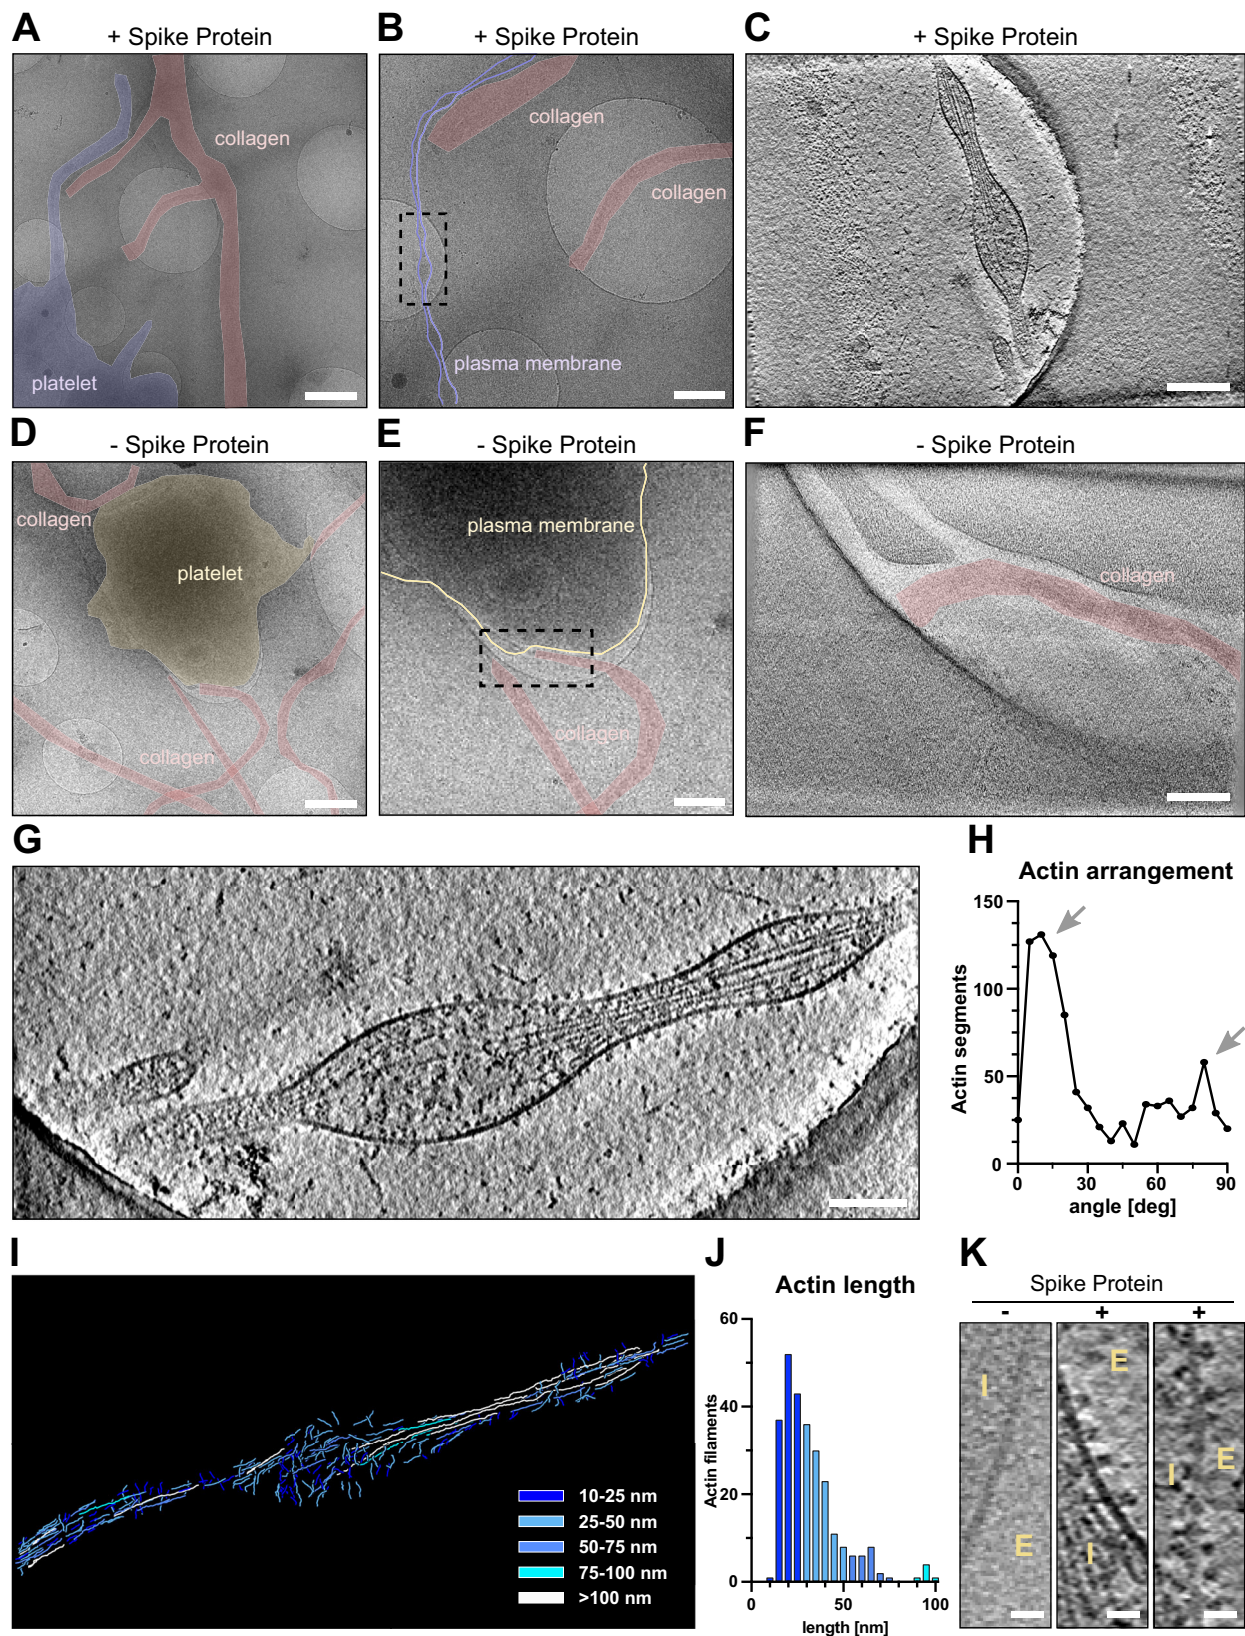 A
+ Spike Protein
collagen
platelet
B
+ Spike Protein
collagen
collagen
plasma membrane
C
+ Spike Protein
D
- Spike Protein
collagen
platelet
collagen
E
- Spike Protein
plasma membrane
collagen
F
- Spike Protein
collagen
G
H
Actin arrangement
Actin segments
150
100
50
0
0
30
60
90
angle [deg]
I
10-25 nm
25-50 nm
50-75 nm
75-100 nm
>100 nm
J
Actin length
Actin filaments
60
40
20
0
0
50
100
length [nm]
K
Spike Protein
- + +
I
E
E
I
I
E